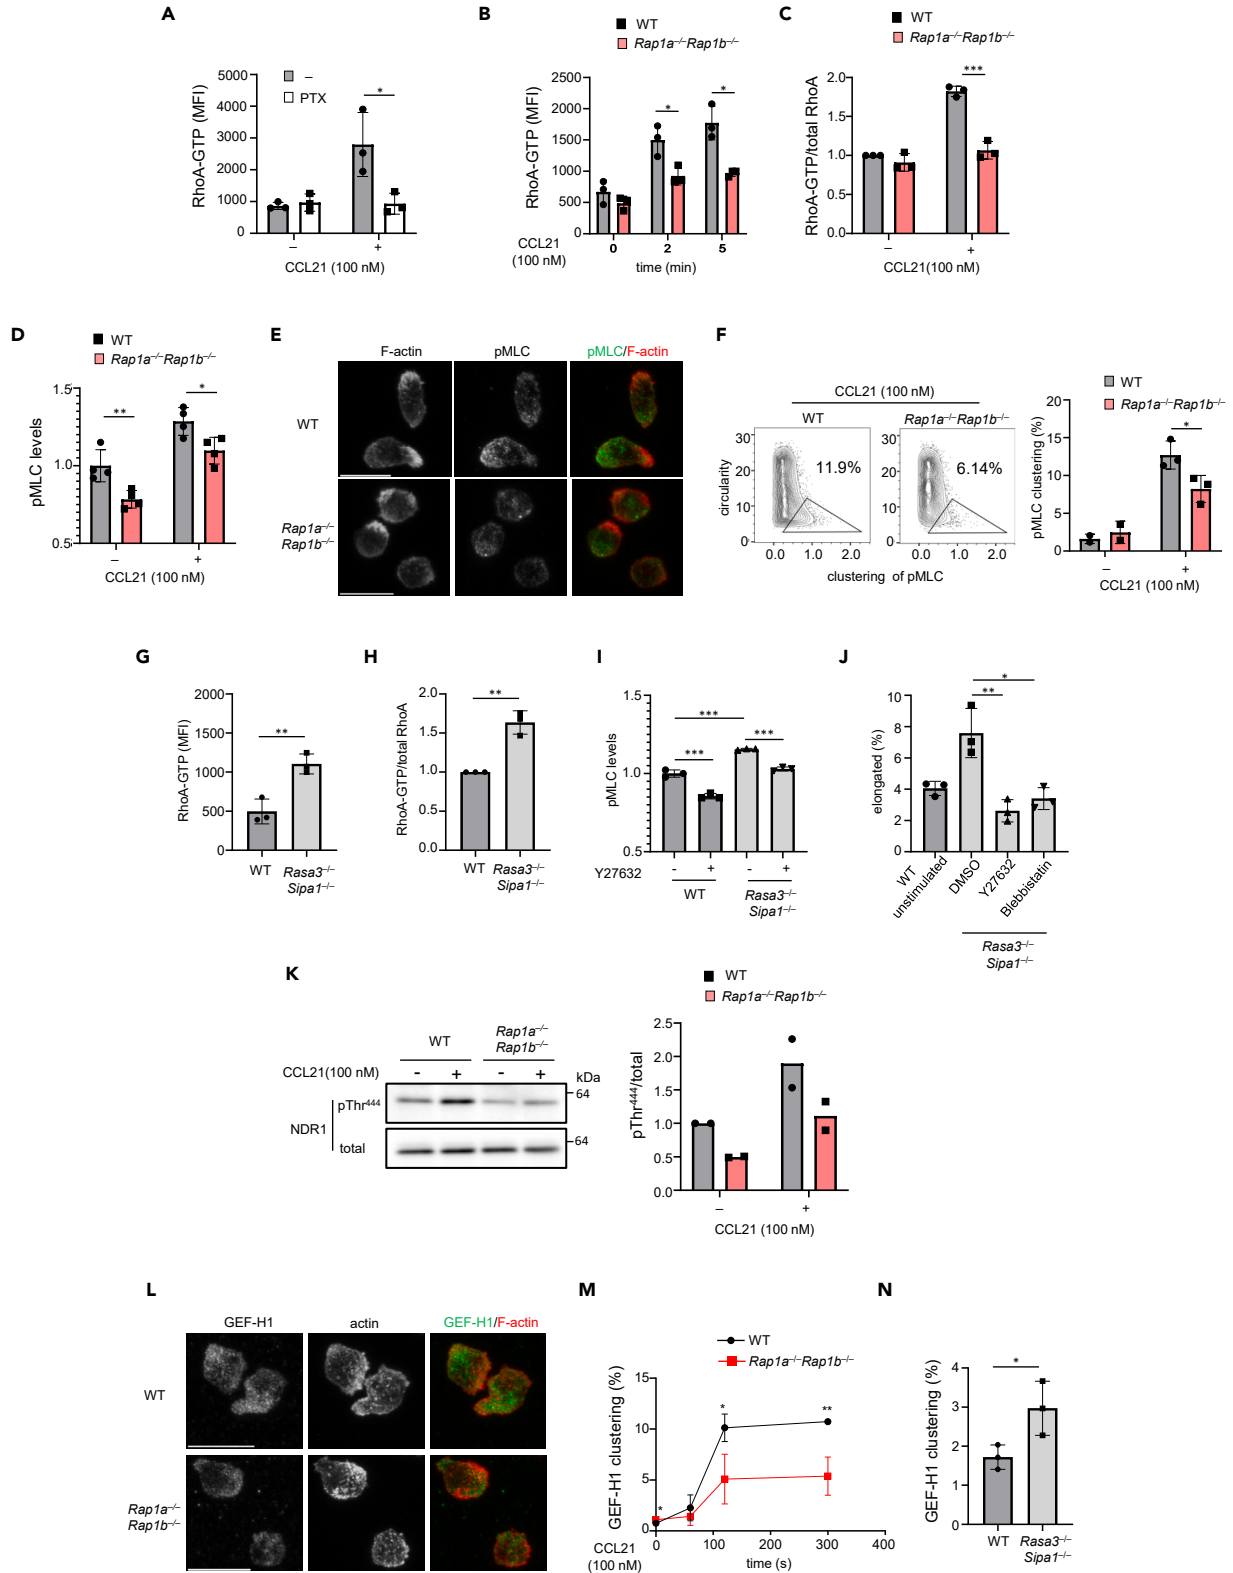 A
RhoA-GTP (MFI)
5000
4000
3000
2000
1000
0
–
PTX
*
– +
CCL21 (100 nM)
B
WT
Rap1a–/–Rap1b–/–
RhoA-GTP (MFI)
2500
2000
1500
1000
500
0
* *
CCL21
(100 nM)
0 2 5
time (min)
C
WT
Rap1a–/–Rap1b–/–
RhoA-GTP/total RhoA
2.0
1.5
1.0
0.5
0.0
***
– +
CCL21(100 nM)
D
WT
Rap1a–/–Rap1b–/–
pMLC levels
1.5
1.0
0.5
** *
– +
CCL21 (100 nM)
E
F-actin pMLC pMLC/F-actin
WT
Rap1a–/–
Rap1b–/–
F
CCL21 (100 nM)
WT Rap1a–/–Rap1b–/–
circularity
30
20
10
0
11.9%
0.0 1.0 2.0
30
20
10
0
6.14%
0.0 1.0 2.0
clustering of pMLC
WT
Rap1a–/–Rap1b–/–
pMLC clustering (%)
20
15
10
5
0
*
– +
CCL21 (100 nM)
G
RhoA-GTP (MFI)
2000
1500
1000
500
0
**
WT Rasa3–/–
Sipa1–/–
H
RhoA-GTP/total RhoA
2.0
1.5
1.0
0.5
0.0
**
WT Rasa3–/–
Sipa1–/–
I
pMLC levels
1.5
1.0
0.5
*** *** ***
Y27632 - + - +
WT Rasa3–/–
Sipa1–/–
J
elongated (%)
10
8
6
4
2
0
*
**
WT
unstimulated
DMSO
Y27632
Blebbistatin
Rasa3–/–
Sipa1–/–
K
WT Rap1a–/–
Rap1b–/–
CCL21(100 nM) - + - + kDa
NDR1
pThr444 64
total 64
WT
Rap1a–/–Rap1b–/–
pThr444/total
2.5
2.0
1.5
1.0
0.5
0.0
– +
CCL21 (100 nM)
L
GEF-H1 actin GEF-H1/F-actin
WT
Rap1a–/–
Rap1b–/–
M
WT
Rap1a–/–Rap1b–/–
GEF-H1 clustering (%)
15
10
5
0
* * **
0 100 200 300 400
CCL21
(100 nM)
time (s)
N
GEF-H1 clustering (%)
4
3
2
1
0
*
WT Rasa3–/–
Sipa1–/–